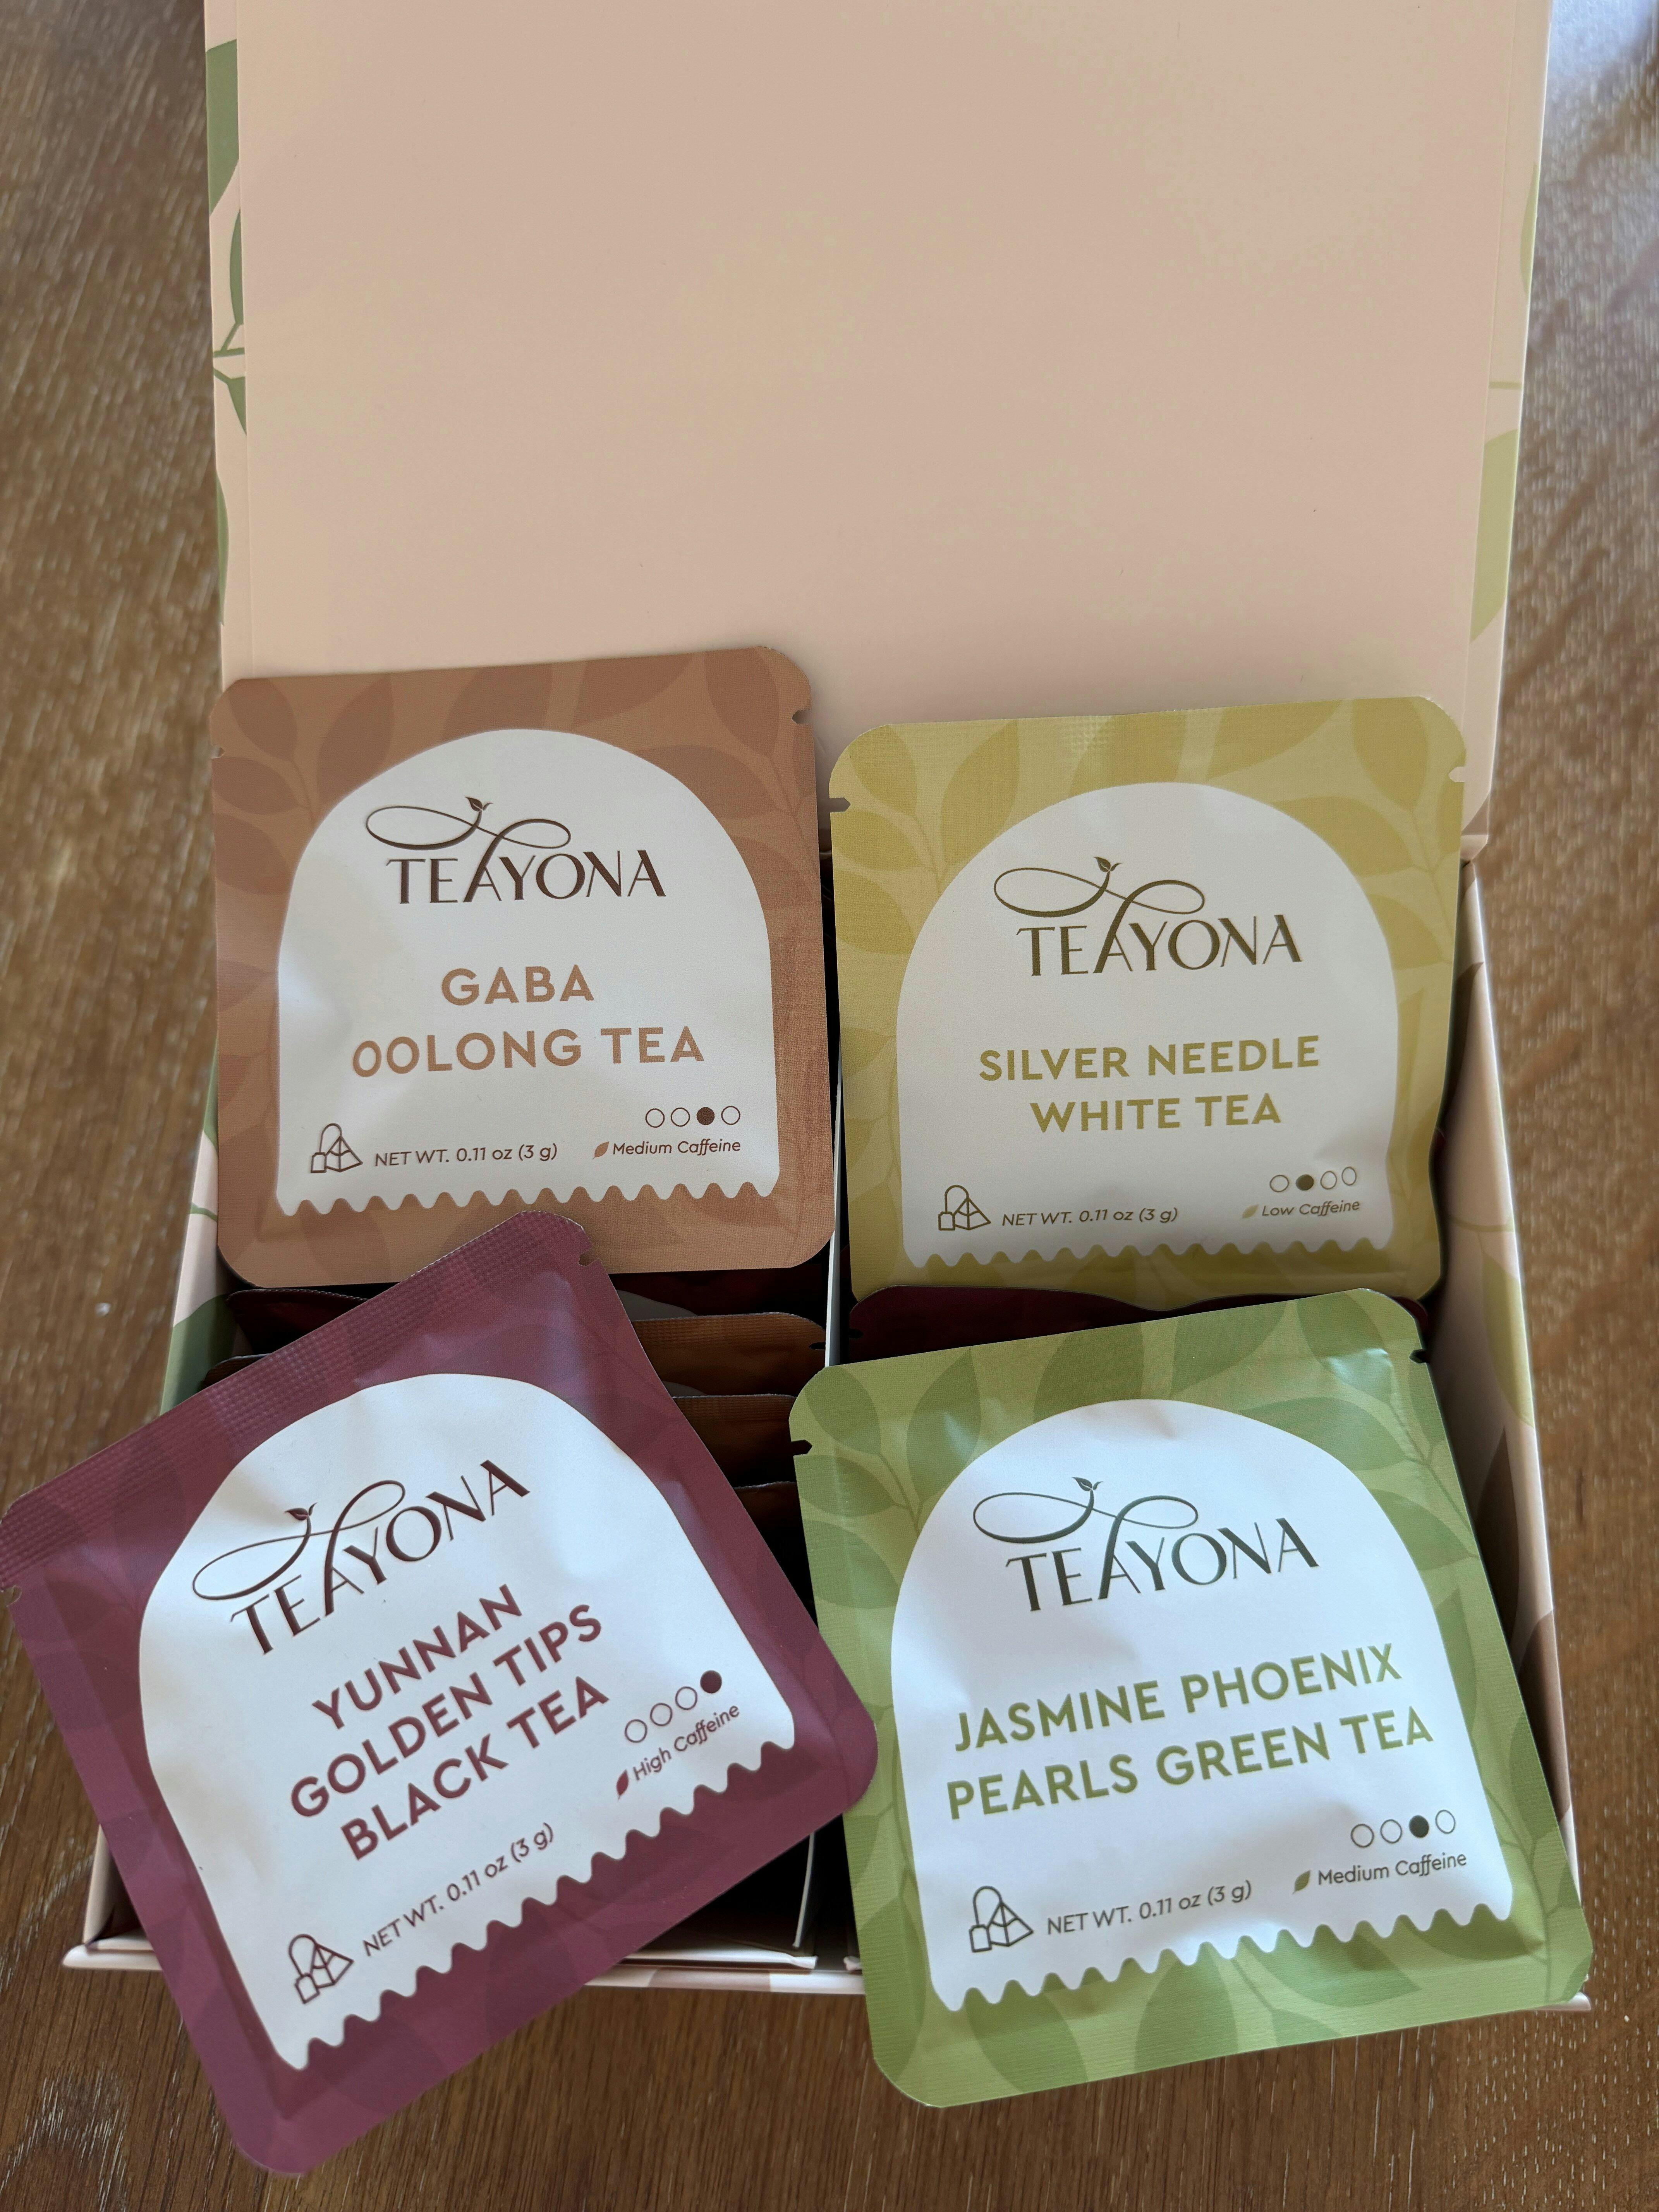 TEAYONA
GABA
OOLONG TEA
NET WT. 0.11 oz (3 g)
Medium Caffeine
TEAYONA
SILVER NEEDLE
WHITE TEA
NET WT. 0.11 oz (3 g)
Low Caffeine
TEAYONA
YUNNAN
GOLDEN TIPS
BLACK TEA
High Caffeine
NET WT. 0.11 oz (3 g)
TEAYONA
JASMINE PHOENIX
PEARLS GREEN TEA
NET WT. 0.11 oz (3 g)
Medium Caffeine